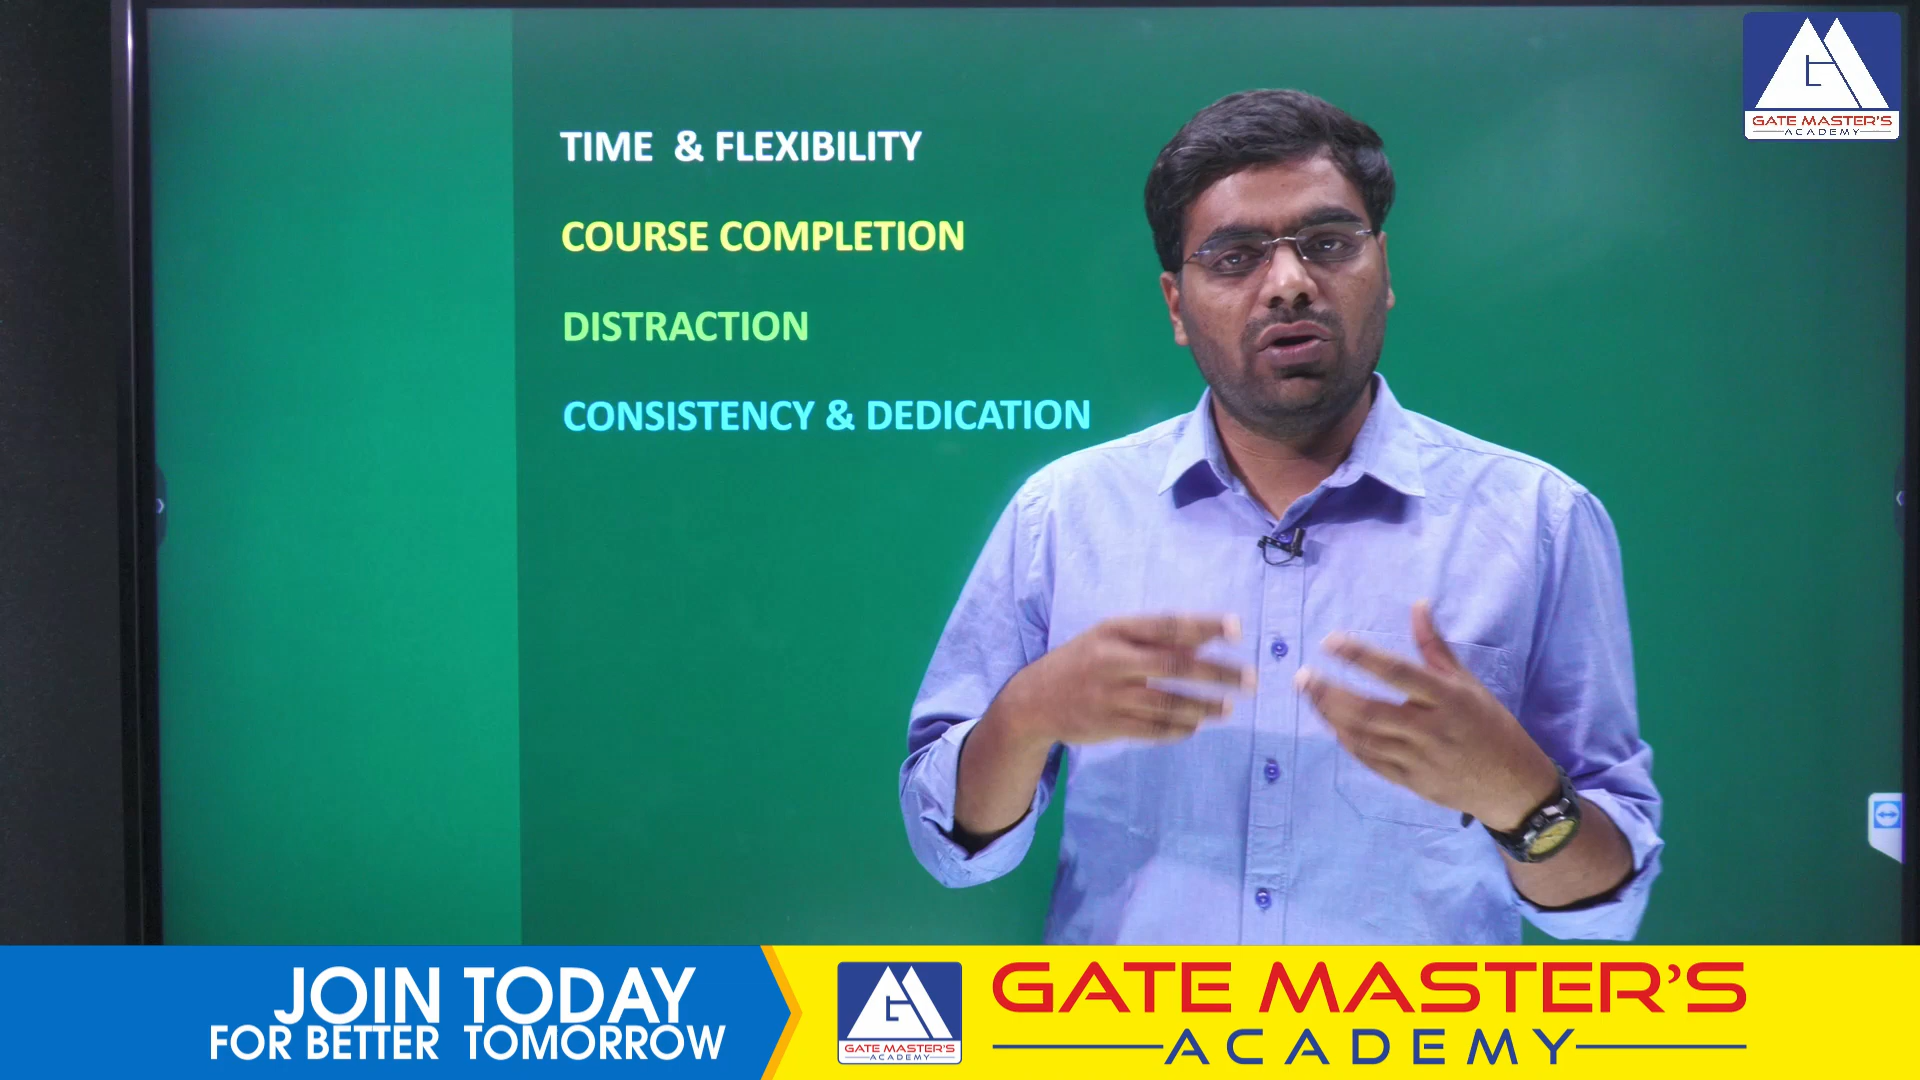 GATE MASTER'S
ACADEMY
TIME & FLEXIBILITY
COURSE COMPLETION
DISTRACTION
CONSISTENCY & DEDICATION
JOIN TODAY
FOR BETTER TOMORROW
GATE MASTER'S
ACADEMY
GATE MASTER'S
ACADEMY